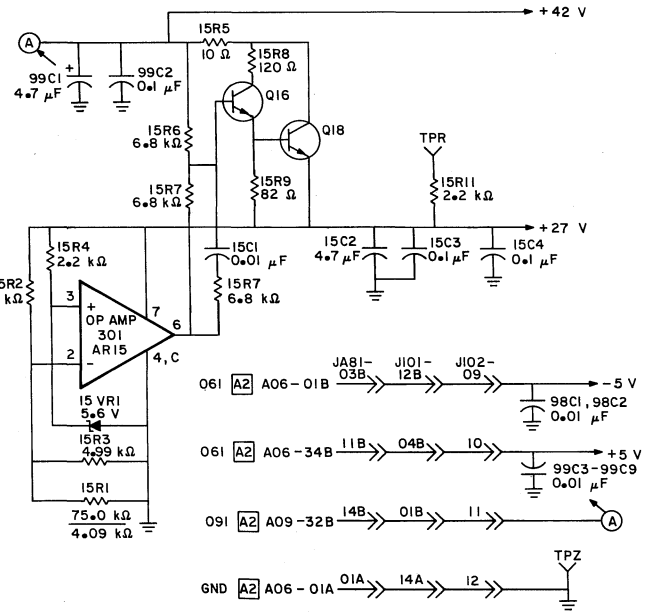 +42 V
A
15R5
10 Ω
15R8
120 Ω
+
99C1
4.7 µF
99C2
0.1 µF
Q16
Q18
15R6
6.8 kΩ
TPR
15R7
6.8 kΩ
15R9
82 Ω
15R11
2.2 kΩ
+27 V
15R4
2.2 kΩ
15C1
0.01 µF
15C2
4.7 µF
15C3
0.1 µF
15C4
0.1 µF
5R2
kΩ
15R7
6.8 kΩ
3
+
7
OP AMP
301
AR15
6
2
-
4, C
JA81-
03B
J101-
12B
J102-
09
061 A2 A06-01B
-5 V
98C1, 98C2
0.01 µF
15 VR1
5.6 V
15R3
4.99 kΩ
061 A2 A06-34B 11B 04B 10
+5 V
99C3-99C9
0.01 µF
15R1
75.0 kΩ
4.09 kΩ
091 A2 A09-32B 14B 01B 11
A
TPZ
GND A2 A06-01A 01A 14A 12